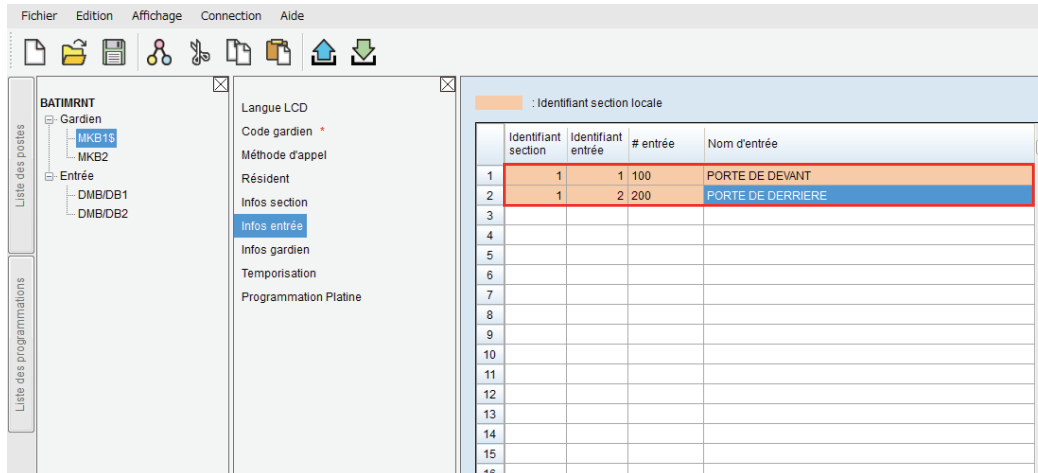 Fichier Edition Affichage Connection Aide
Liste des postes
Liste des programmations
BATIMRNT
Gardien
MKB1$
MKB2
Entrée
DMB/DB1
DMB/DB2
Langue LCD
Code gardien *
Méthode d'appel
Résident
Infos section
Infos entrée
Infos gardien
Temporisation
Programmation Platine
: Identifiant section locale
Identifiant section Identifiant entrée # entrée Nom d'entrée
1 1 1 100 PORTE DE DEVANT
2 1 2 200 PORTE DE DERRIERE
3
4
5
6
7
8
9
10
11
12
13
14
15
16